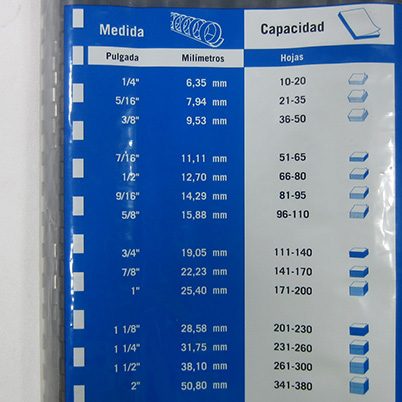 Medida Capacidad
Pulgada Milímetros Hojas
1/4" 6,35 mm 10-20
5/16" 7,94 mm 21-35
3/8" 9,53 mm 36-50
7/16" 11,11 mm 51-65
1/2" 12,70 mm 66-80
9/16" 14,29 mm 81-95
5/8" 15,88 mm 96-110
3/4" 19,05 mm 111-140
7/8" 22,23 mm 141-170
1" 25,40 mm 171-200
1 1/8" 28,58 mm 201-230
1 1/4" 31,75 mm 231-260
1 1/2" 38,10 mm 261-300
2" 50,80 mm 341-380